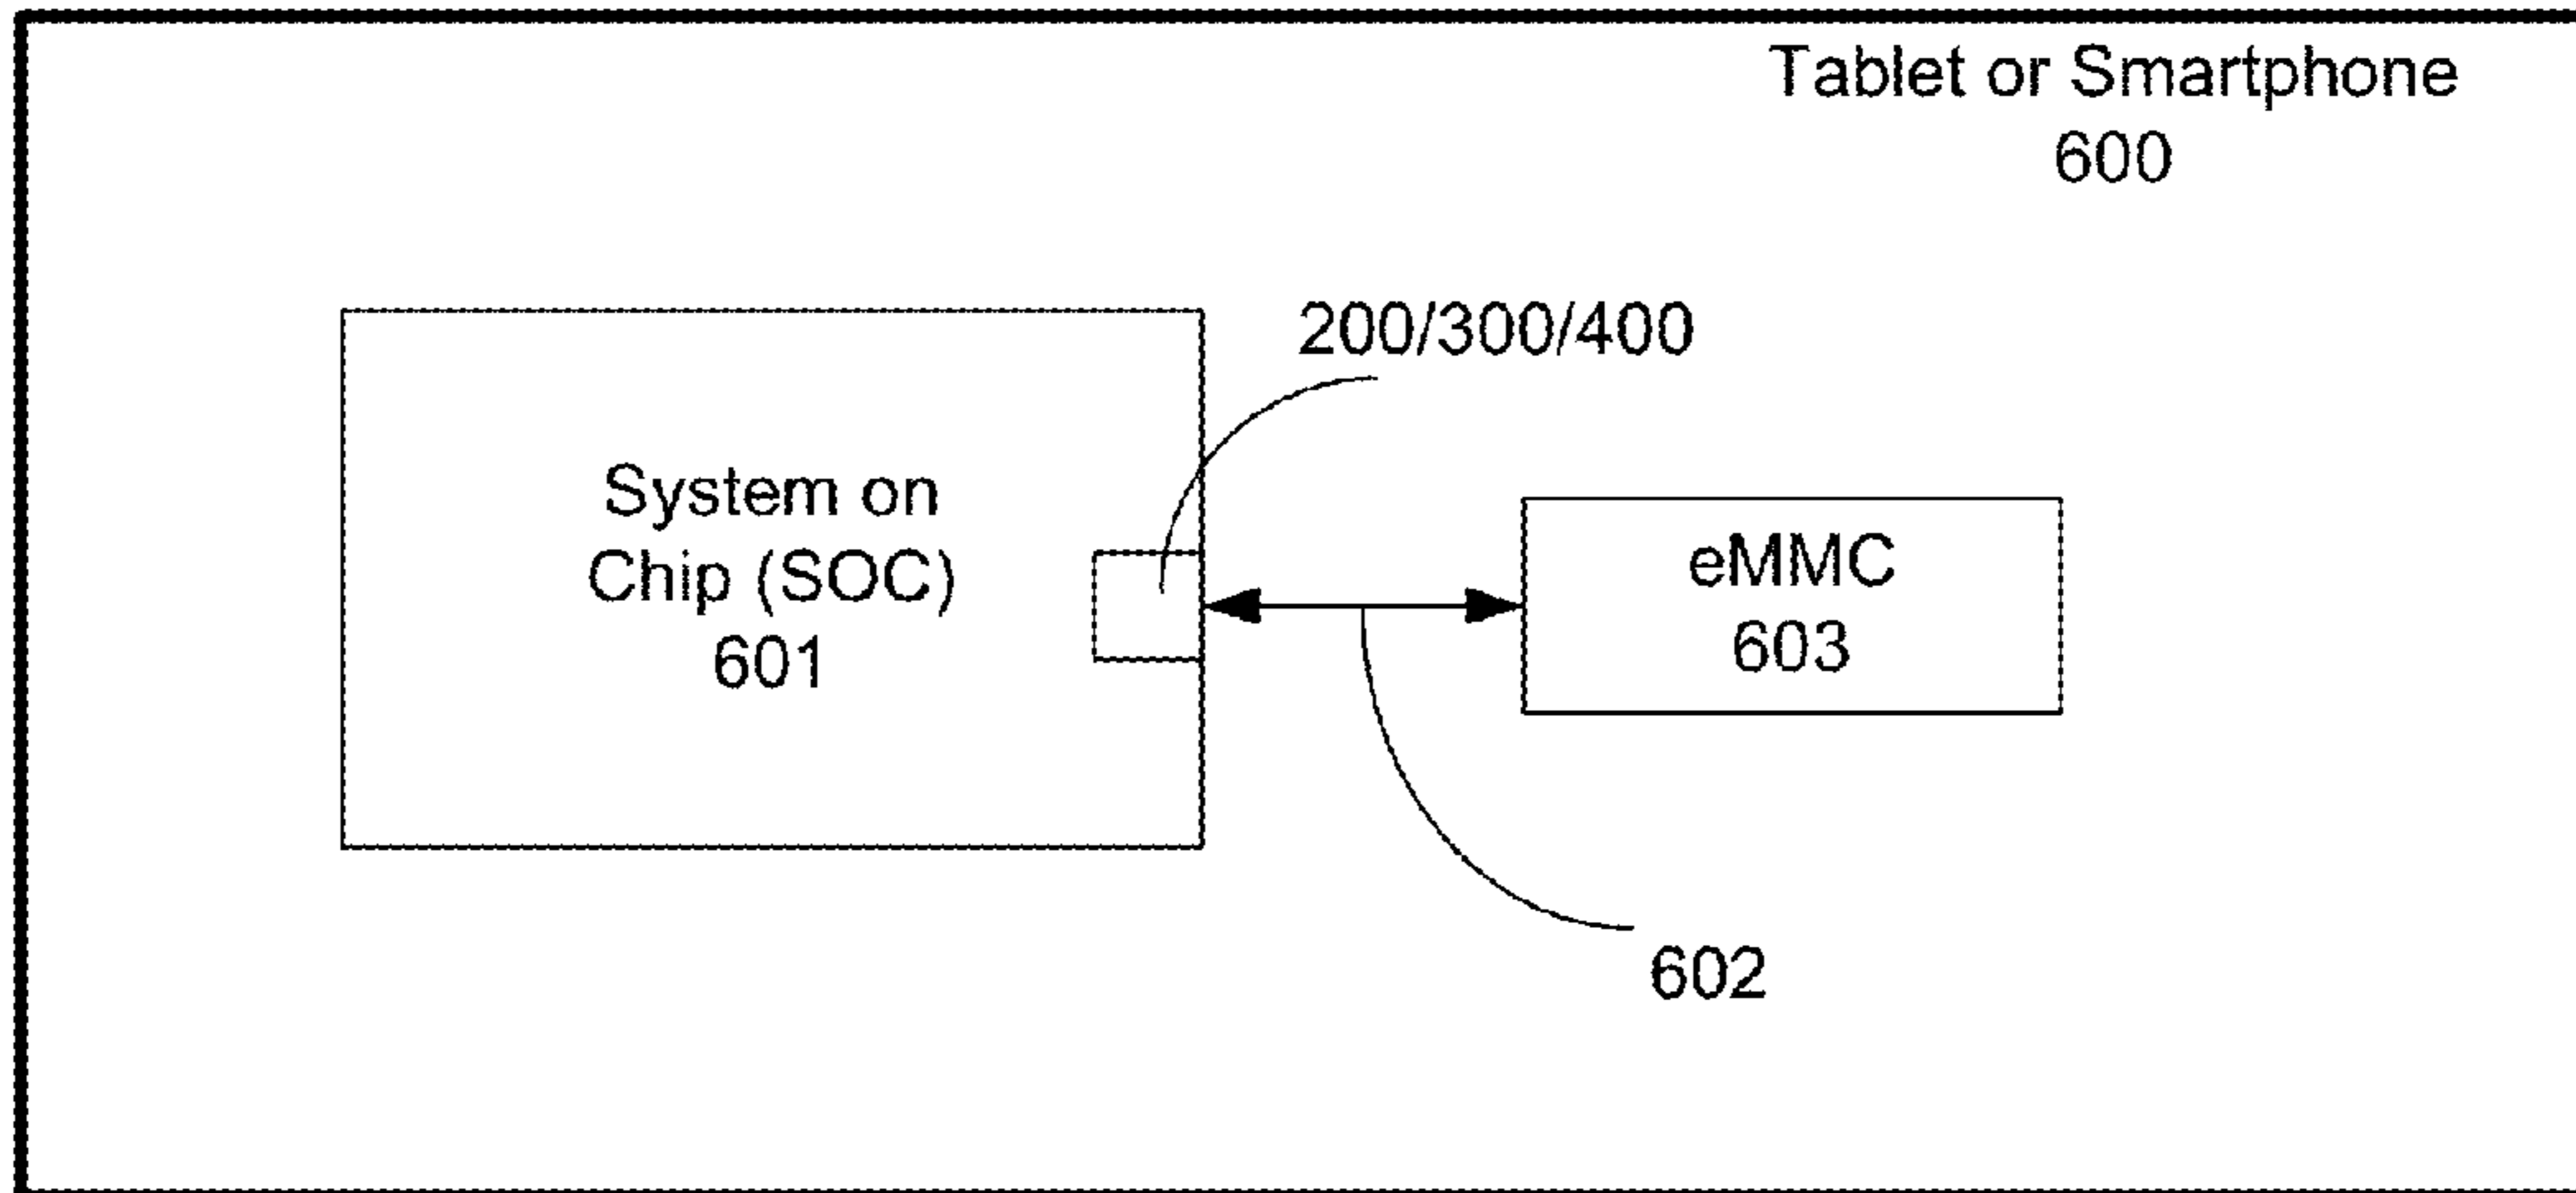 Tablet or Smartphone
600
200/300/400
System on
Chip (SOC)
601
eMMC
603
602